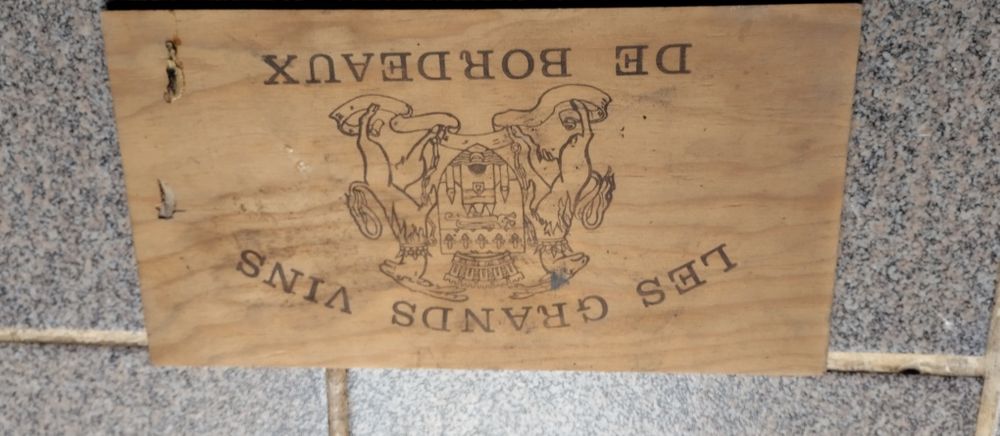 LES GRANDS VINS
DE BORDEAUX